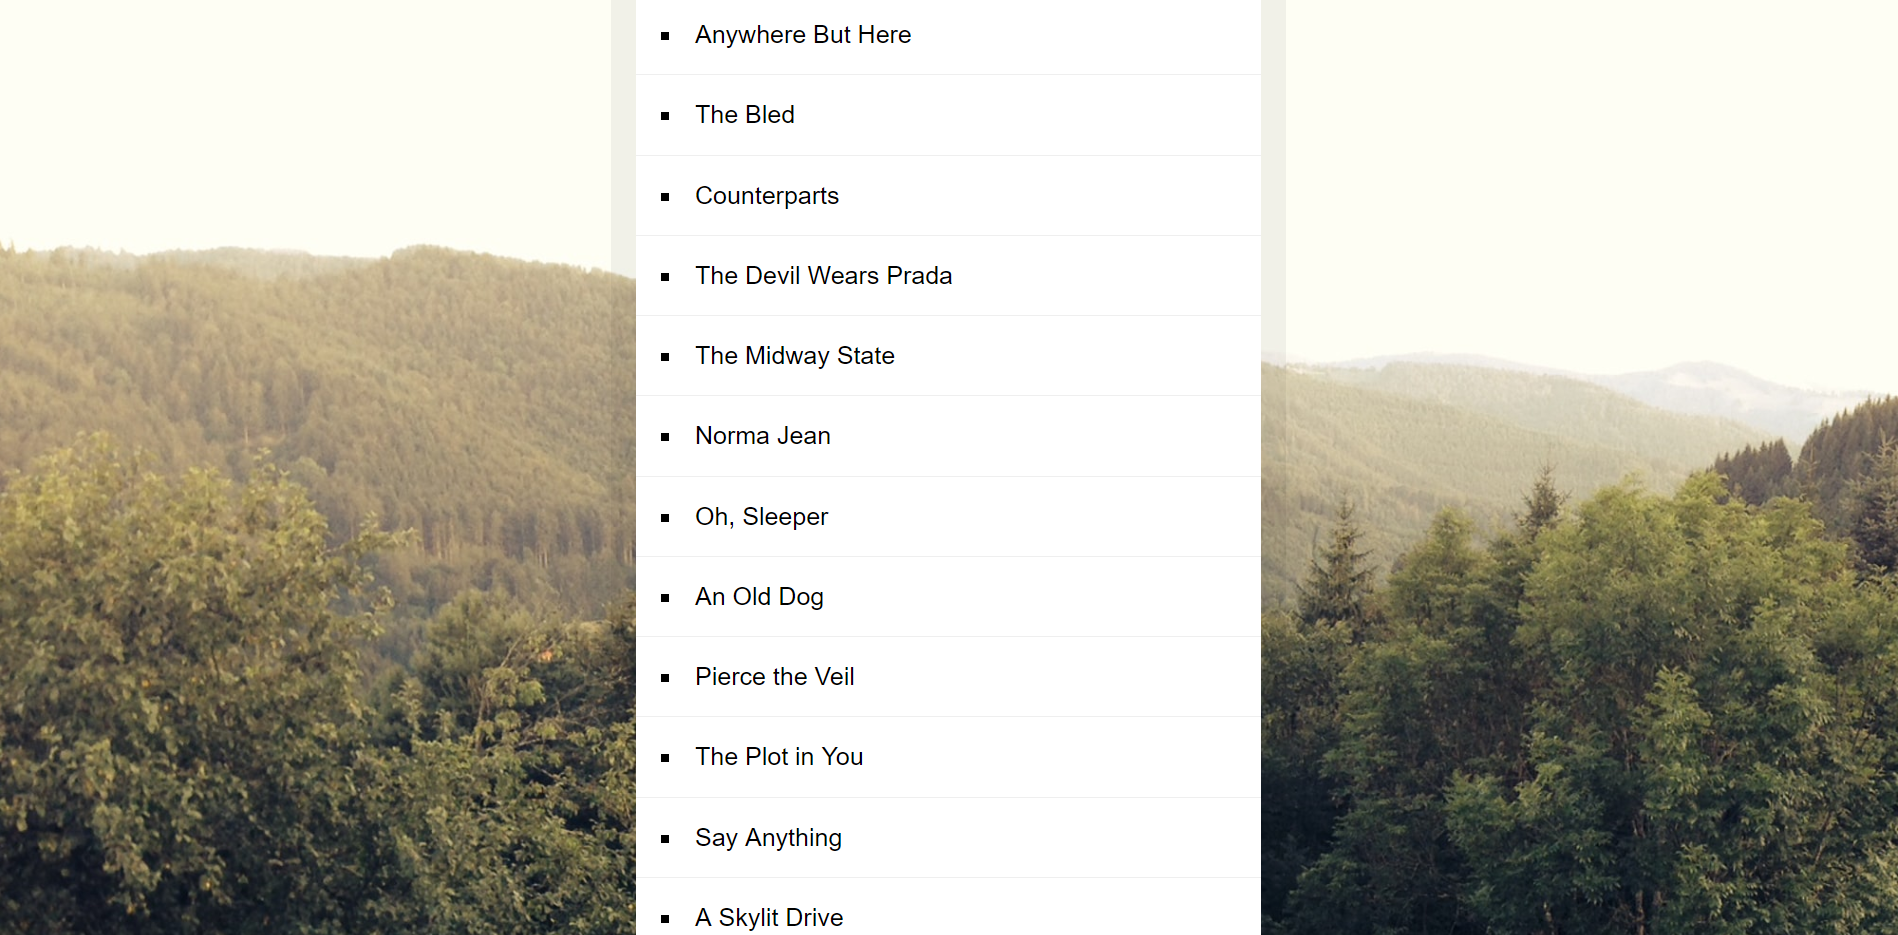 Anywhere But Here
The Bled
Counterparts
The Devil Wears Prada
The Midway State
Norma Jean
Oh, Sleeper
An Old Dog
Pierce the Veil
The Plot in You
Say Anything
A Skylit Drive